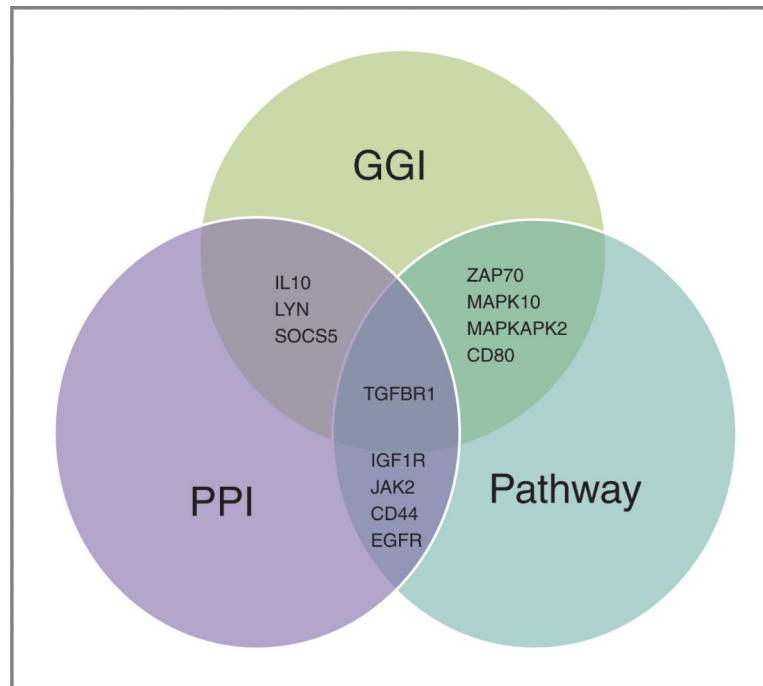 GGI
IL10
LYN
SOCS5
ZAP70
MAPK10
MAPKAPK2
CD80
TGFBR1
IGF1R
JAK2
CD44
EGFR
PPI
Pathway